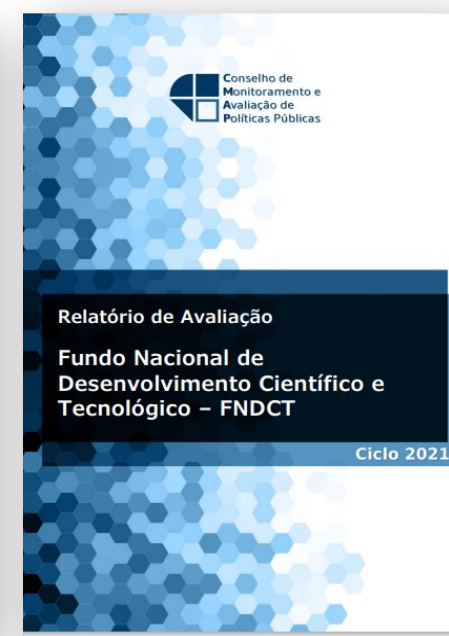 Conselho de
Monitoramento e
Avaliação de
Políticas Públicas
Relatório de Avaliação
Fundo Nacional de
Desenvolvimento Científico e
Tecnológico – FNDCT
Ciclo 2021